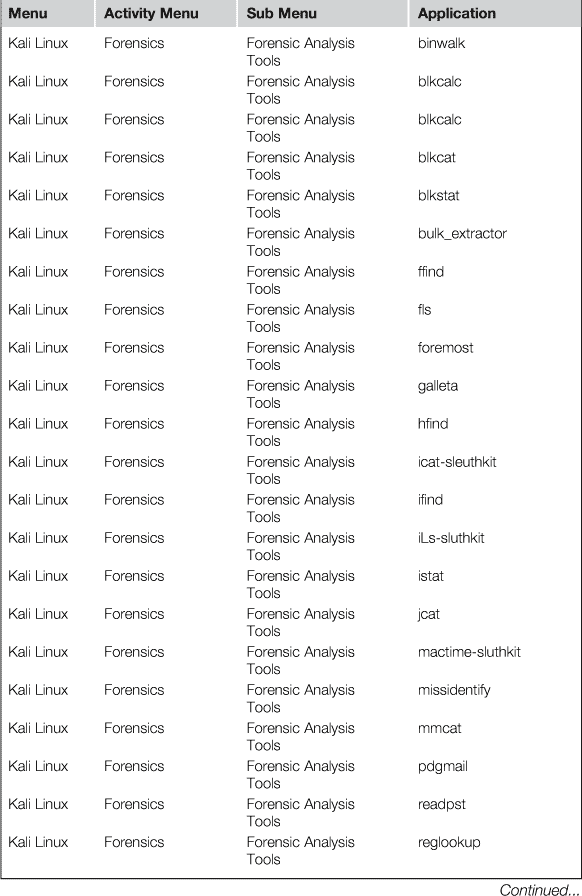 Menu Activity Menu Sub Menu Application
Kali Linux Forensics Forensic Analysis binwalk
Tools
Kali Linux Forensics Forensic Analysis blkcalc
Tools
Kali Linux Forensics Forensic Analysis blkcalc
Tools
Kali Linux Forensics Forensic Analysis blkcat
Tools
Kali Linux Forensics Forensic Analysis blkstat
Tools
Kali Linux Forensics Forensic Analysis bulk_extractor
Tools
Kali Linux Forensics Forensic Analysis ffind
Tools
Kali Linux Forensics Forensic Analysis fls
Tools
Kali Linux Forensics Forensic Analysis foremost
Tools
Kali Linux Forensics Forensic Analysis galleta
Tools
Kali Linux Forensics Forensic Analysis hfind
Tools
Kali Linux Forensics Forensic Analysis icat-sleuthkit
Tools
Kali Linux Forensics Forensic Analysis ifind
Tools
Kali Linux Forensics Forensic Analysis iLs-sluthkit
Tools
Kali Linux Forensics Forensic Analysis istat
Tools
Kali Linux Forensics Forensic Analysis jcat
Tools
Kali Linux Forensics Forensic Analysis mactime-sluthkit
Tools
Kali Linux Forensics Forensic Analysis missidentify
Tools
Kali Linux Forensics Forensic Analysis mmcat
Tools
Kali Linux Forensics Forensic Analysis pdgmail
Tools
Kali Linux Forensics Forensic Analysis readpst
Tools
Kali Linux Forensics Forensic Analysis reglookup
Tools
Continued...